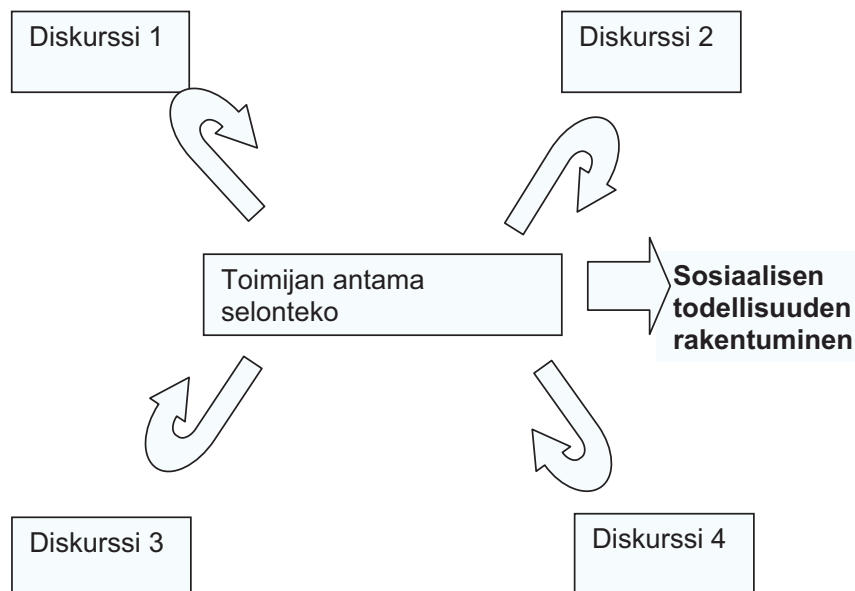 Diskurssi 1
Diskurssi 2
Toimijan antama
selonteko
Sosiaalisen
todellisuuden
rakentuminen
Diskurssi 3
Diskurssi 4